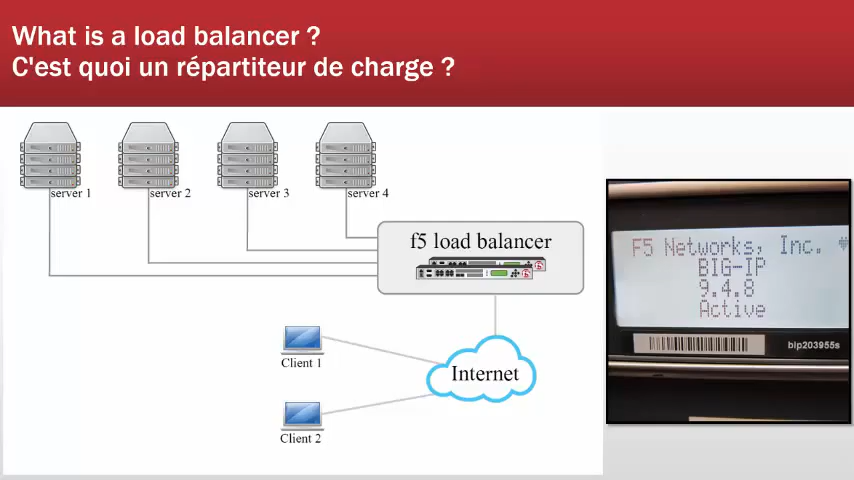 What is a load balancer ?
C'est quoi un répartiteur de charge ?
server 1
server 2
server 3
server 4
f5 load balancer
Client 1
Internet
Client 2
F5 Networks, Inc.
BIG-IP
9.4.8
Active
bip203955s